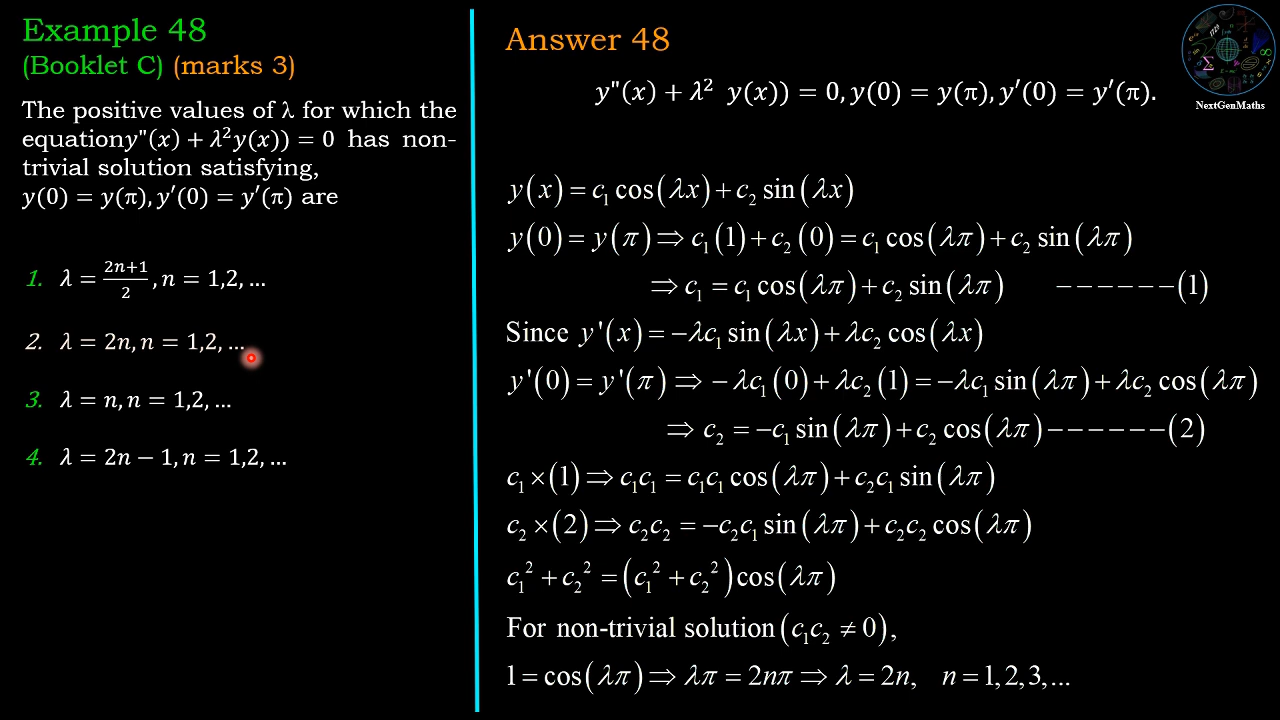 Example 48
(Booklet C) (marks 3)
The positive values of λ for which the
equationy"(x) + λ²y(x)) = 0 has non-
trivial solution satisfying,
y(0) = y(π), y′(0) = y′(π) are
1. λ = (2n+1)/2, n = 1,2, ...
2. λ = 2n, n = 1,2, ...
3. λ = n, n = 1,2, ...
4. λ = 2n − 1, n = 1,2, ...
Answer 48
y"(x) + λ² y(x)) = 0, y(0) = y(π), y′(0) = y′(π).
y(x) = c₁ cos(λx) + c₂ sin(λx)
y(0) = y(π) ⇒ c₁(1) + c₂(0) = c₁ cos(λπ) + c₂ sin(λπ)
⇒ c₁ = c₁ cos(λπ) + c₂ sin(λπ) −−−−−−(1)
Since y'(x) = −λc₁ sin(λx) + λc₂ cos(λx)
y'(0) = y'(π) ⇒ −λc₁(0) + λc₂(1) = −λc₁ sin(λπ) + λc₂ cos(λπ)
⇒ c₂ = −c₁ sin(λπ) + c₂ cos(λπ)−−−−−−(2)
c₁ × (1) ⇒ c₁c₁ = c₁c₁ cos(λπ) + c₂c₁ sin(λπ)
c₂ × (2) ⇒ c₂c₂ = −c₂c₁ sin(λπ) + c₂c₂ cos(λπ)
c₁² + c₂² = (c₁² + c₂²)cos(λπ)
For non-trivial solution (c₁c₂ ≠ 0),
1 = cos(λπ) ⇒ λπ = 2nπ ⇒ λ = 2n, n = 1, 2, 3, ...
NextGenMaths